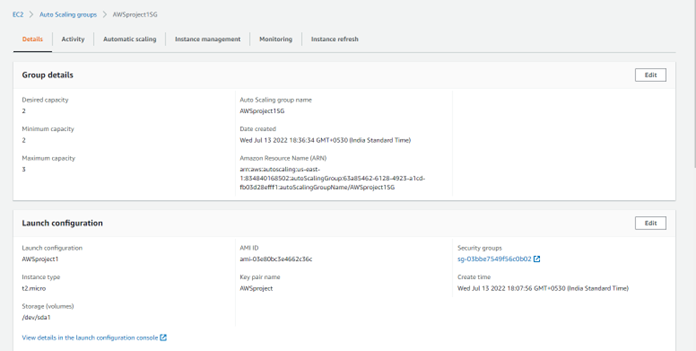 EC2 > Auto Scaling groups > AWSproject1SG
Details Activity Automatic scaling Instance management Monitoring Instance refresh
Group details Edit
Desired capacity
2
Minimum capacity
2
Maximum capacity
3
Auto Scaling group name
AWSproject1SG
Date created
Wed Jul 13 2022 18:36:34 GMT+0530 (India Standard Time)
Amazon Resource Name (ARN)
arn:aws:autoscaling:us-east-
1:834840168502:autoScalingGroup:63a85462-6128-4923-a1cd-
fb03d28efff1:autoScalingGroupName/AWSproject1SG
Launch configuration Edit
Launch configuration
AWSproject1
Instance type
t2.micro
Storage (volumes)
/dev/sda1
AMI ID
ami-03e80bc3e4662c36c
Key pair name
AWSproject
Security groups
sg-03bbe7549f56c0b02
Create time
Wed Jul 13 2022 18:07:56 GMT+0530 (India Standard Time)
View details in the launch configuration console